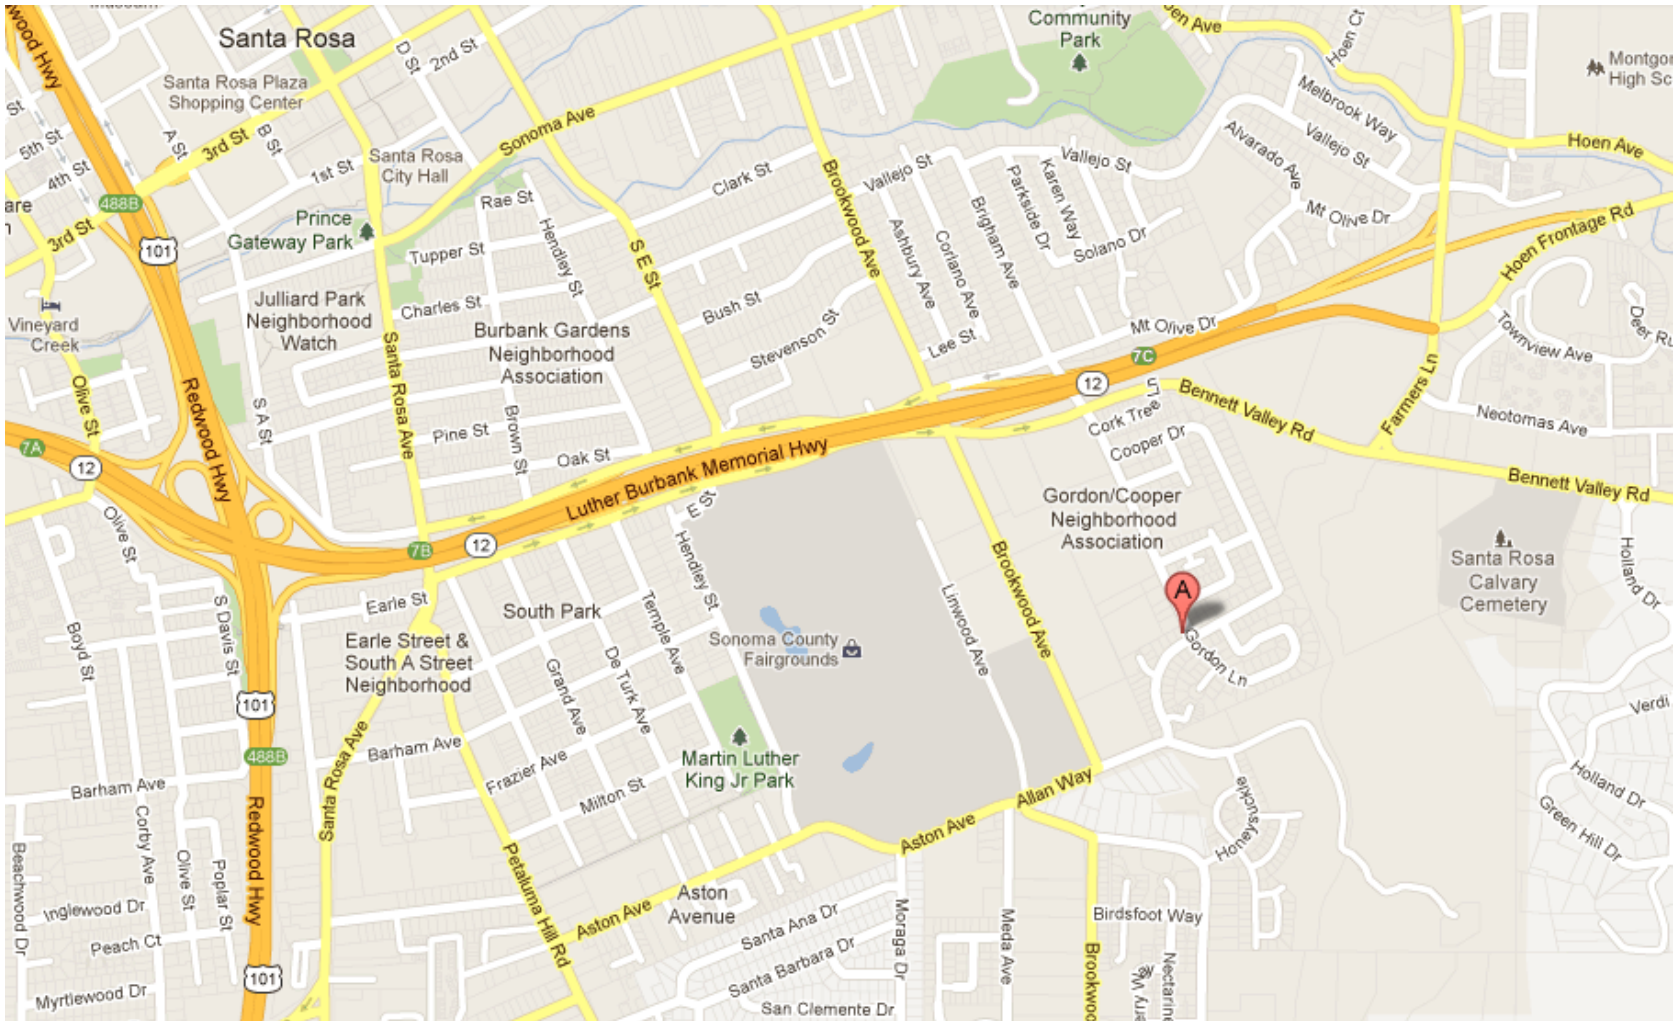 Museum
Santa Rosa
D St
2nd St
Community
Park
Hoen Ct
Montgo
High Sc
Redwood Hwy
Santa Rosa Plaza
Shopping Center
Sonoma Ave
Melbrook Way
St
A St
B St
3rd St
5th St
4th St
1st St
Santa Rosa
City Hall
Alvarado Ave
Vallejo St
Hoen Ave
Vallejo St
Clark St
Vallejo St
Brookwood Ave
Karen Way
Parkside Dr
488B
Rae St
Prince
Gateway Park
3rd St
101
Tupper St
Hendley St
S E St
Ashbury Ave
Corlano Ave
Brigham Ave
Solano Dr
Mt Olive Dr
Hoen Frontage Rd
Julliard Park
Neighborhood
Watch
Charles St
Burbank Gardens
Neighborhood
Association
Bush St
Stevenson St
Lee St
Mt Olive Dr
7C
Townview Ave
Deer Ru
Vineyard
Creek
Olive St
Redwood Hwy
Santa Rosa Ave
S A St
Pine St
Brown St
Oak St
Luther Burbank Memorial Hwy
12
Cork Tree
Ln
Cooper Dr
Bennett Valley Rd
Farmers Ln
Neotomas Ave
Bennett Valley Rd
7A
12
Gordon/Cooper
Neighborhood
Association
Olive St
7B
12
E St
Hendley St
Brookwood Ave
Linwood Ave
A
Santa Rosa
Calvary
Cemetery
Holland Dr
Earle St
South Park
S Davis St
Boyd St
Earle Street &
South A Street
Neighborhood
Temple Ave
De Turk Ave
Grand Ave
Sonoma County
Fairgrounds
Gordon Ln
101
488B
Santa Rosa Ave
Barham Ave
Frazier Ave
Milton St
Martin Luther
King Jr Park
Allan Way
Verdi
Holland Dr
Green Hill Dr
Barham Ave
Corby Ave
Redwood Hwy
Petaluma Hill Rd
Aston Ave
Honeysuckle
Beachwood Dr
Olive St
Poplar St
Aston
Avenue
Aston Ave
Inglewood Dr
Peach Ct
Santa Ana Dr
Santa Barbara Dr
San Clemente Dr
Moraga Dr
Meda Ave
Birdsfoot Way
Nectarine
Brookwoo
101
Myrtlewood Dr